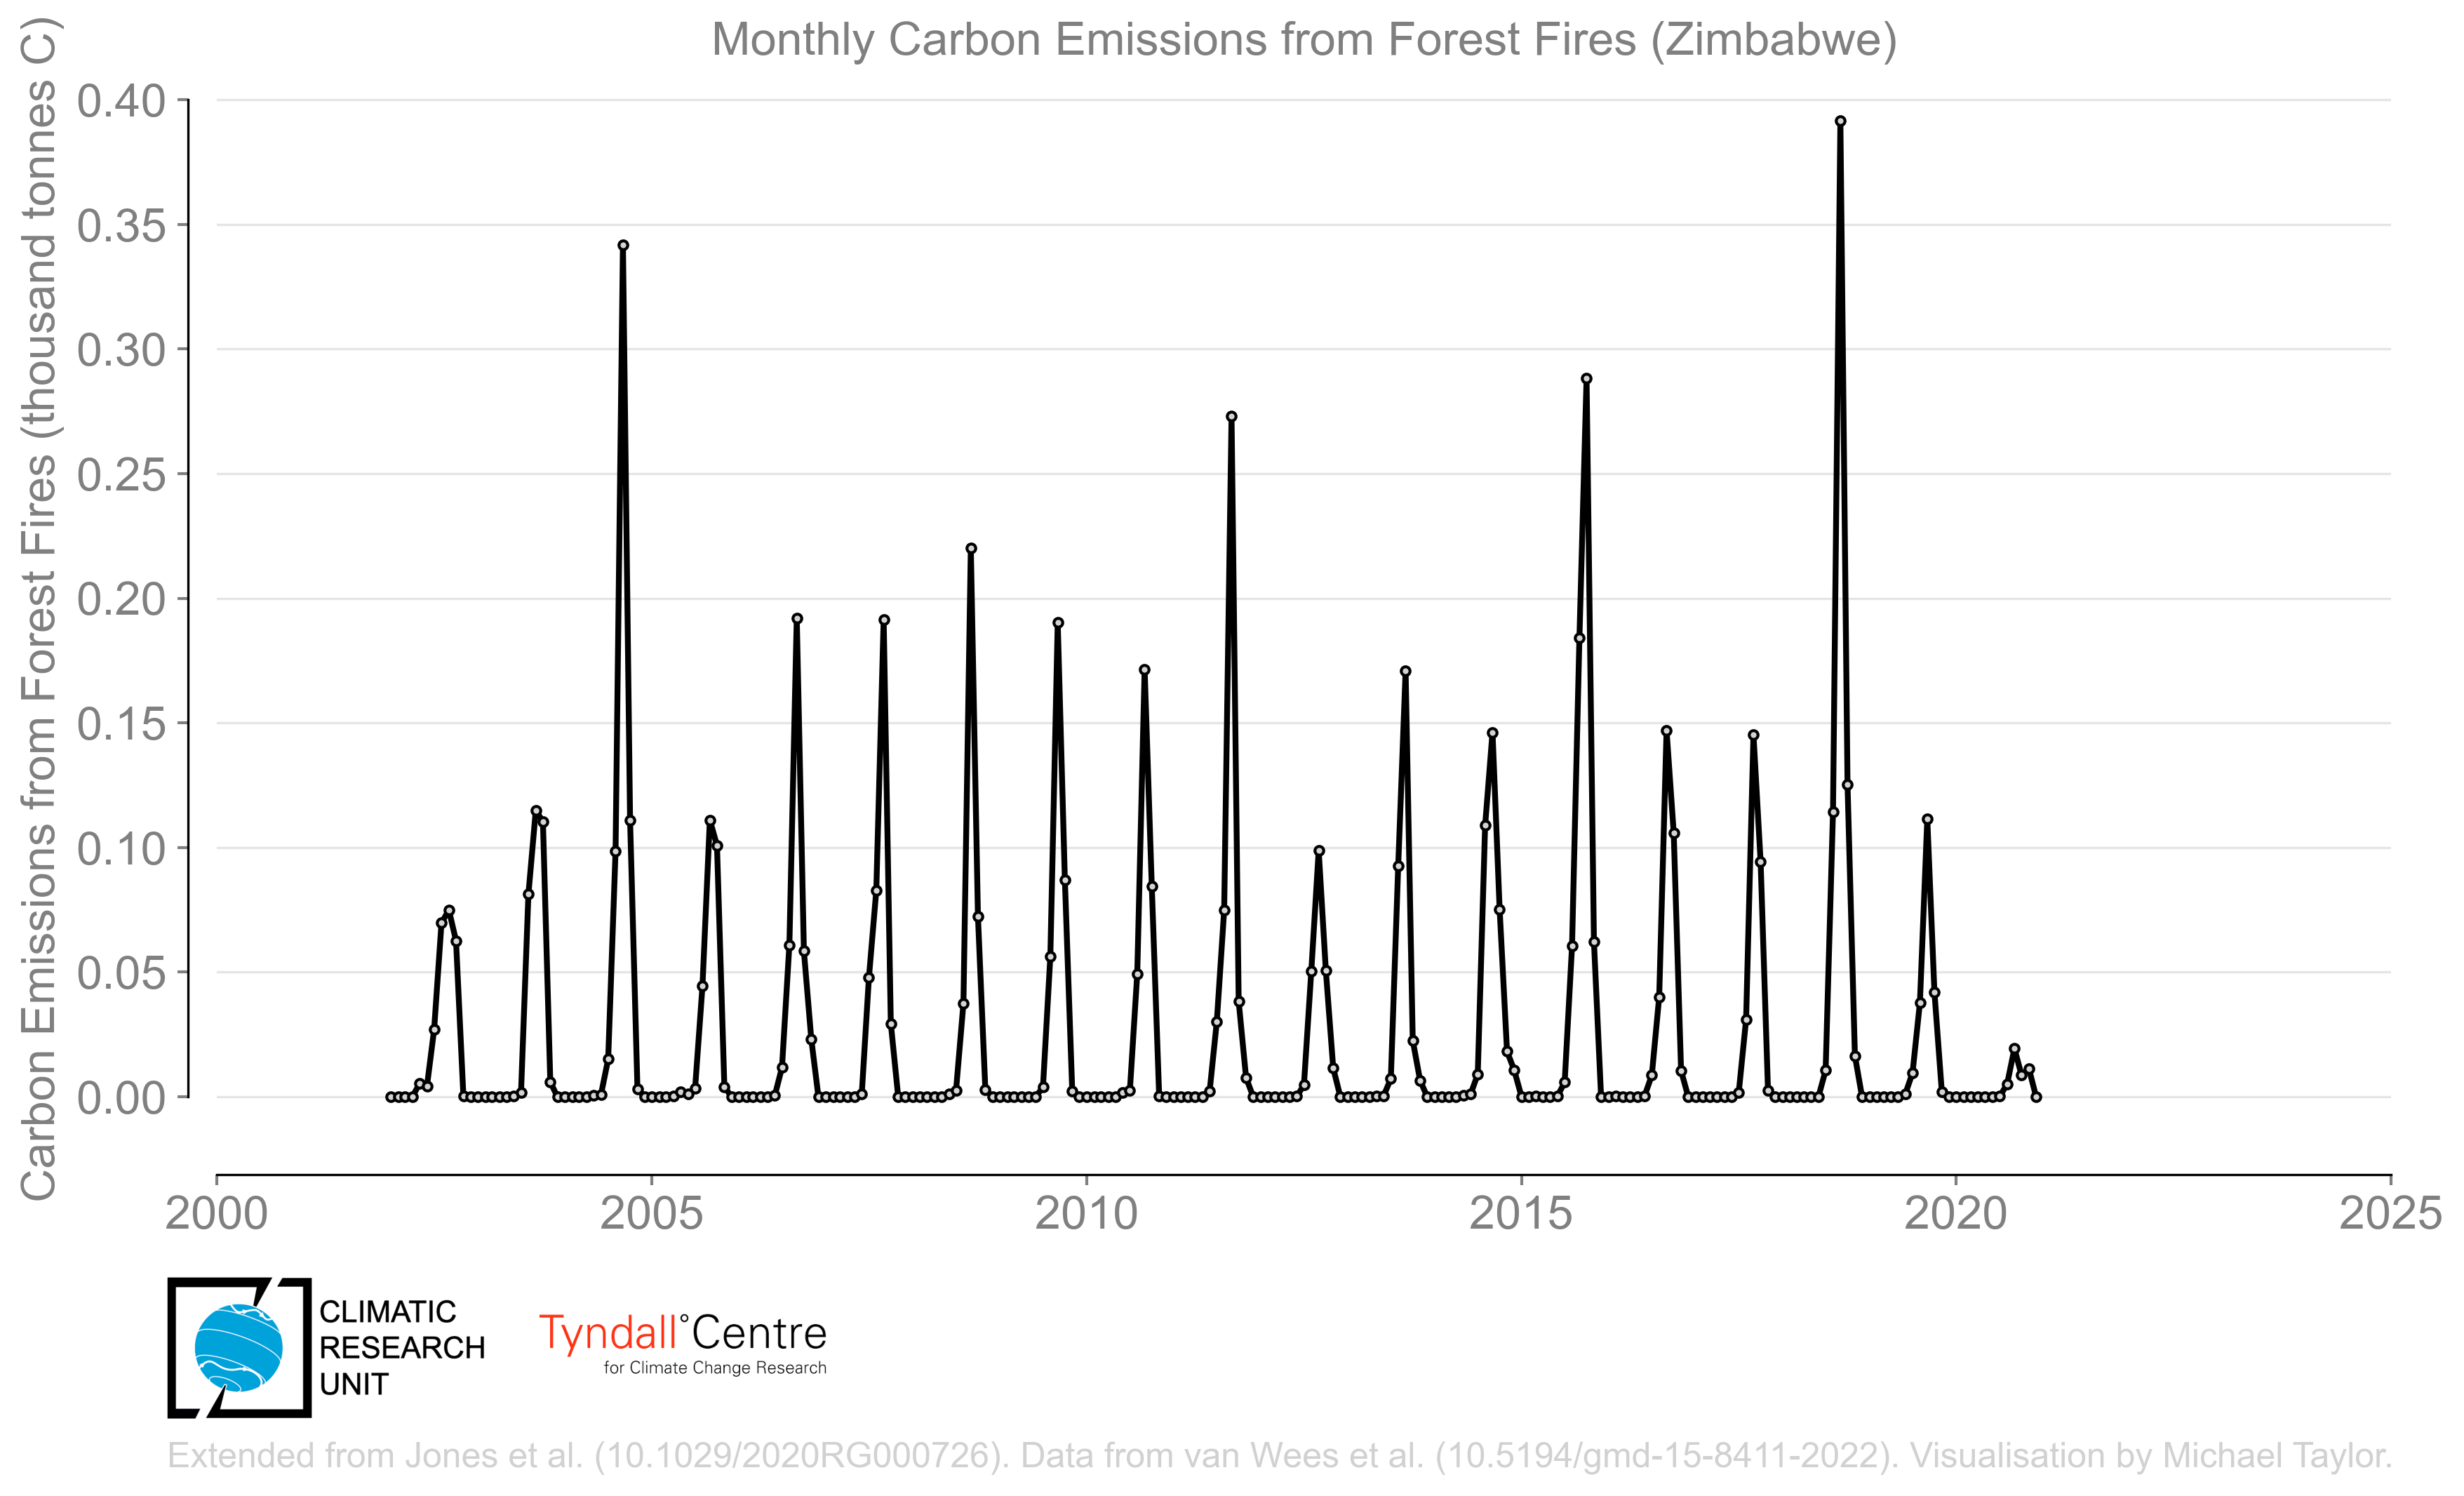 Monthly Carbon Emissions from Forest Fires (Zimbabwe)
Carbon Emissions from Forest Fires (thousand tonnes C)
0.40
0.35
0.30
0.25
0.20
0.15
0.10
0.05
0.00
2000 2005 2010 2015 2020 2025
CLIMATIC
RESEARCH
UNIT
Tyndall°Centre
for Climate Change Research
Extended from Jones et al. (10.1029/2020RG000726). Data from van Wees et al. (10.5194/gmd-15-8411-2022). Visualisation by Michael Taylor.